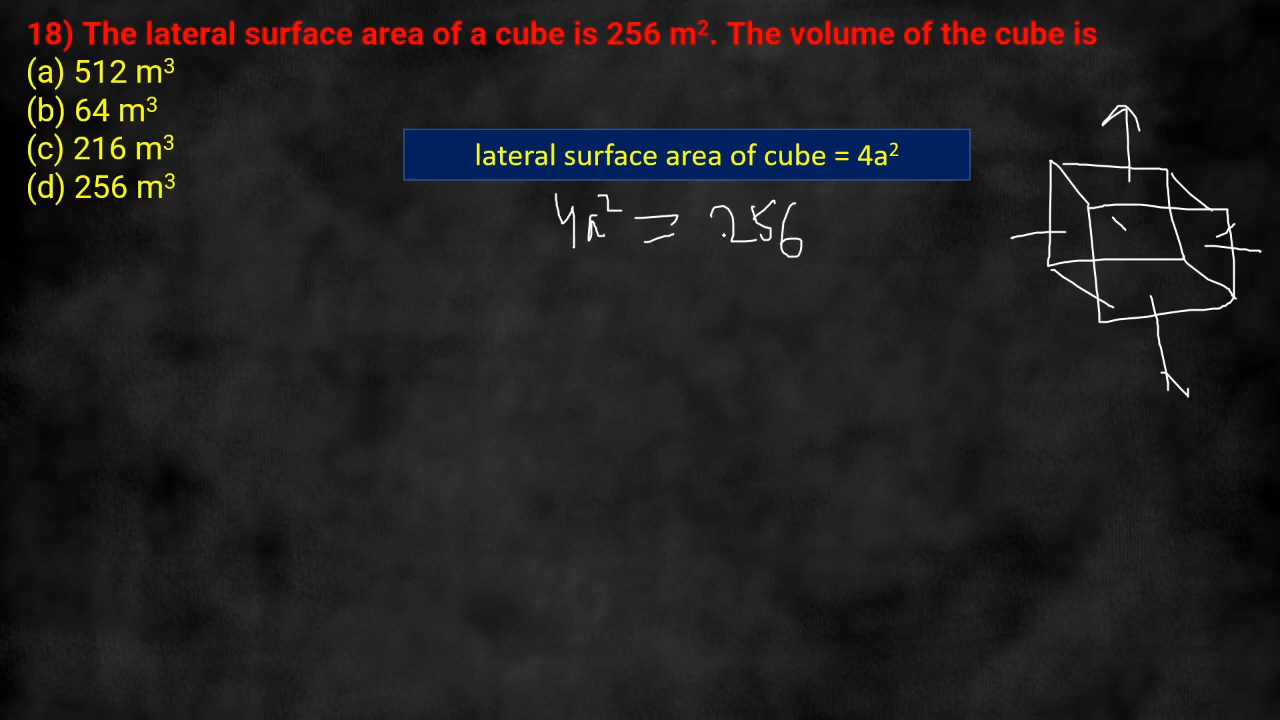 18) The lateral surface area of a cube is 256 m². The volume of the cube is
(a) 512 m³
(b) 64 m³
(c) 216 m³
(d) 256 m³
lateral surface area of cube = 4a²
4a² = 256